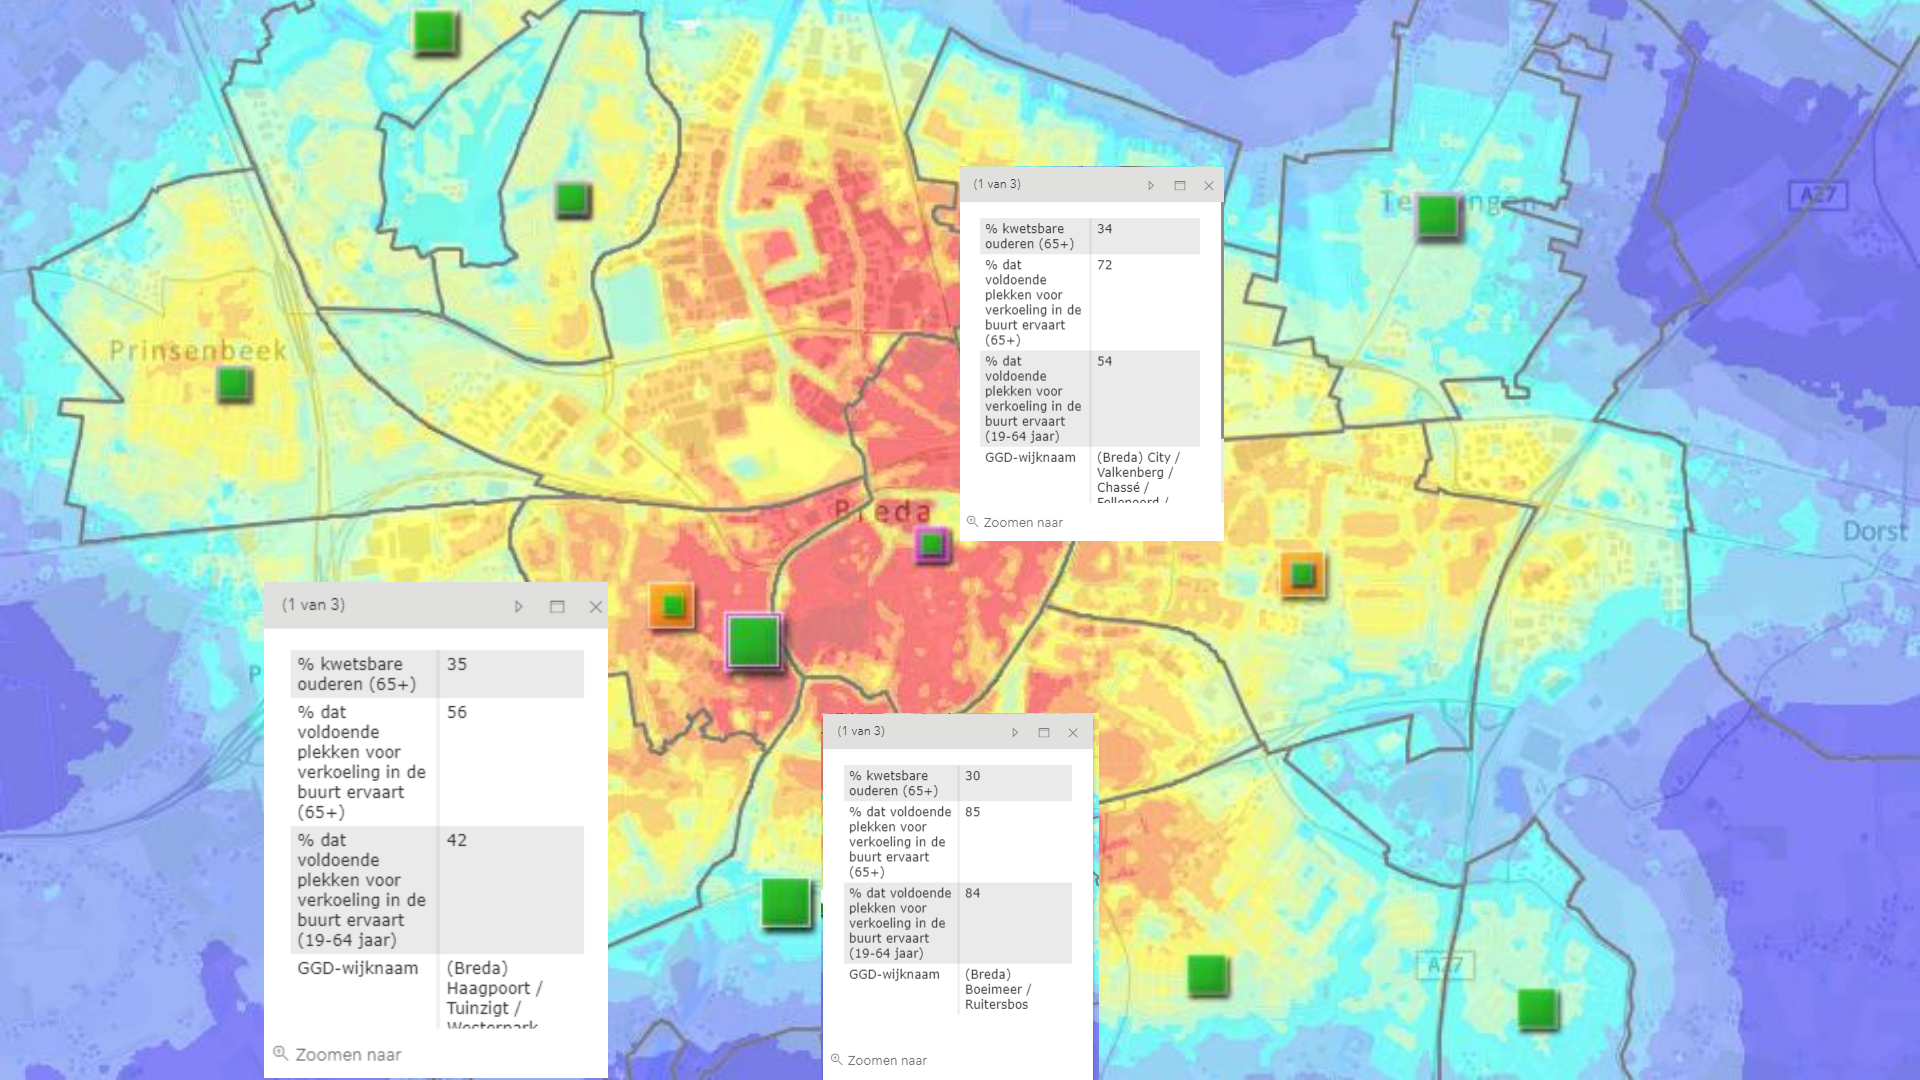 A27
Prinsenbeek
Breda
Dorst
(1 van 3)
% kwetsbare
ouderen (65+)
34
% dat
voldoende
plekken voor
verkoeling in de
buurt ervaart
(65+)
72
% dat
voldoende
plekken voor
verkoeling in de
buurt ervaart
(19-64 jaar)
54
GGD-wijknaam
(Breda) City /
Valkenberg /
Chassé /
Fellenoord /
Zoomen naar
(1 van 3)
% kwetsbare
ouderen (65+)
35
% dat
voldoende
plekken voor
verkoeling in de
buurt ervaart
(65+)
56
% dat
voldoende
plekken voor
verkoeling in de
buurt ervaart
(19-64 jaar)
42
GGD-wijknaam
(Breda)
Haagpoort /
Tuinzigt /
Westerpark
Zoomen naar
(1 van 3)
% kwetsbare
ouderen (65+)
30
% dat voldoende
plekken voor
verkoeling in de
buurt ervaart
(65+)
85
% dat voldoende
plekken voor
verkoeling in de
buurt ervaart
(19-64 jaar)
84
GGD-wijknaam
(Breda)
Boeimeer /
Ruitersbos
Zoomen naar
A27